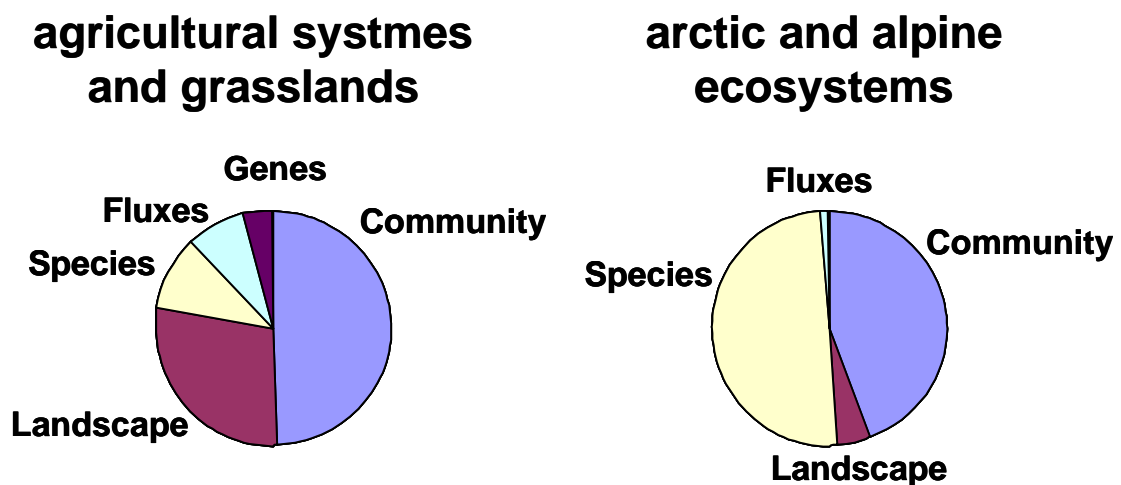 agricultural systmes
and grasslands
Genes
Fluxes
Community
Species
Landscape
arctic and alpine
ecosystems
Fluxes
Community
Species
Landscape